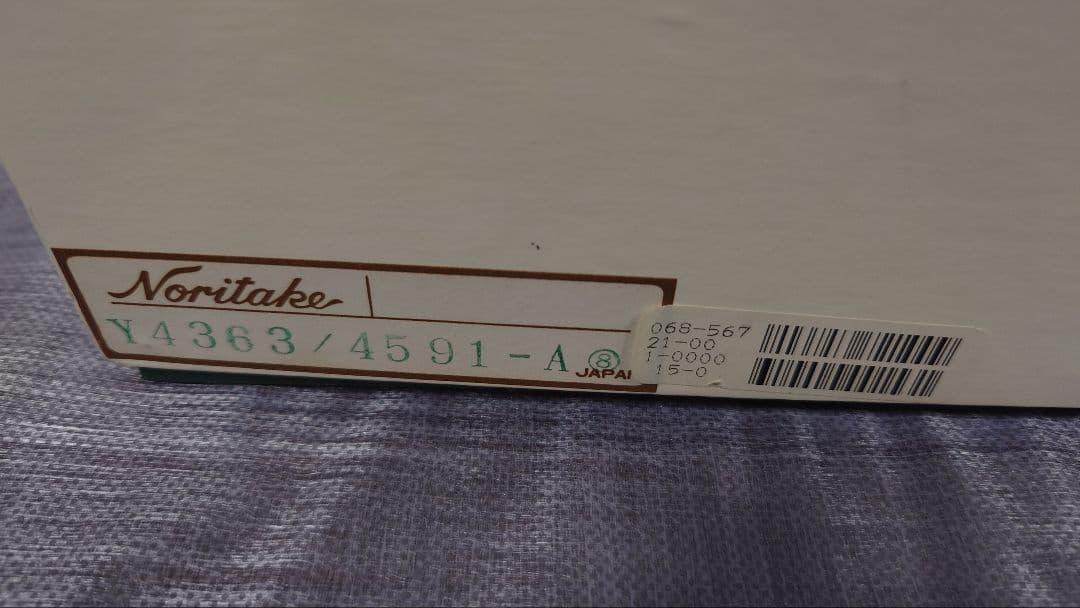 Noritake
Y4363/4591-A⑧
JAPAN
068-567
21-00
1-0000
15-0